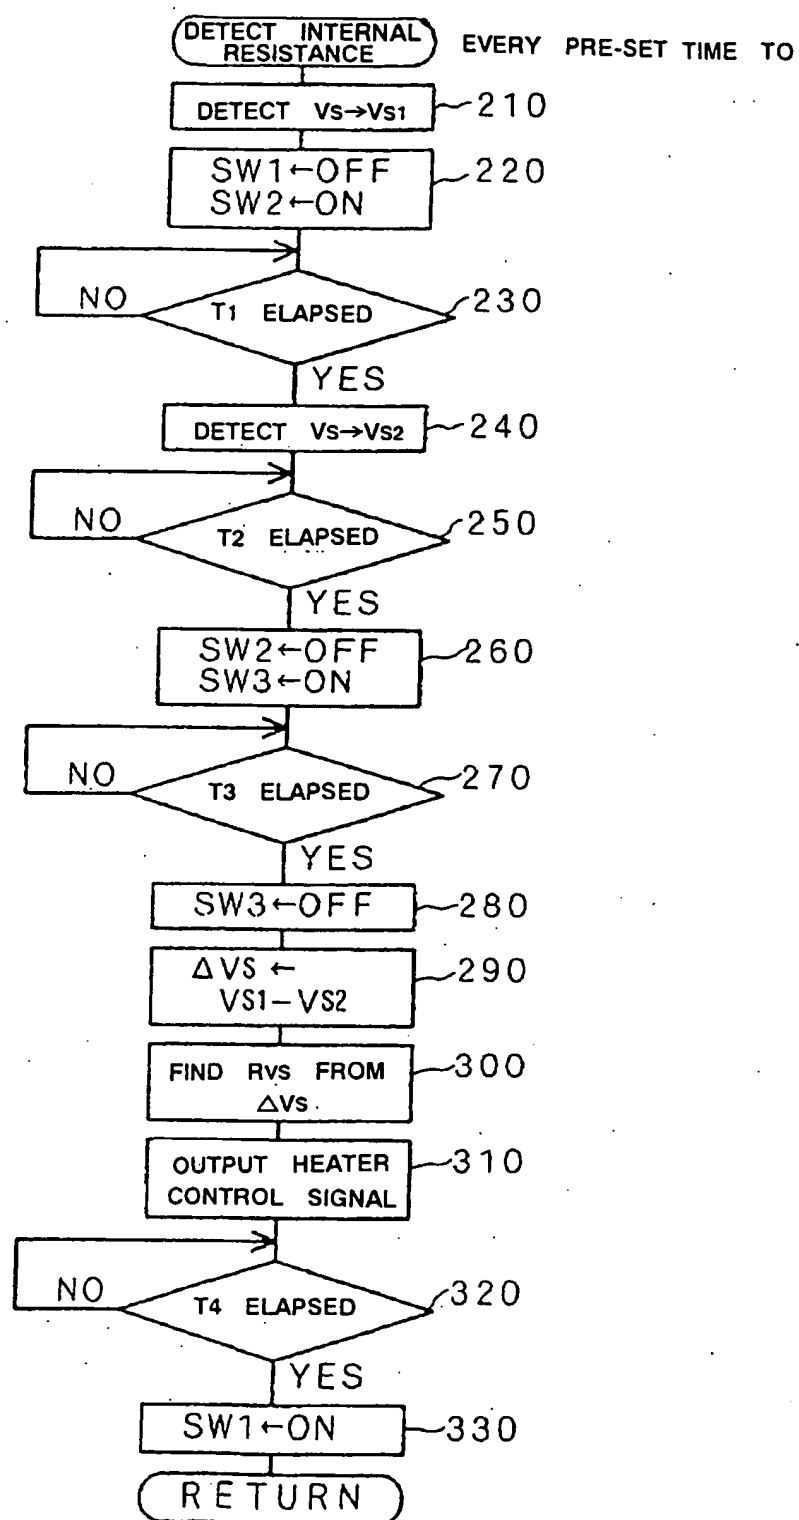 DETECT INTERNAL
RESISTANCE
EVERY PRE-SET TIME TO
DETECT VS→VS1
210
SW1←OFF
SW2←ON
220
NO
T1 ELAPSED
230
YES
DETECT VS→VS2
240
NO
T2 ELAPSED
250
YES
SW2←OFF
SW3←ON
260
NO
T3 ELAPSED
270
YES
SW3←OFF
280
△VS←
VS1−VS2
290
FIND RVS FROM
△VS
300
OUTPUT HEATER
CONTROL SIGNAL
310
NO
T4 ELAPSED
320
YES
SW1←ON
330
RETURN